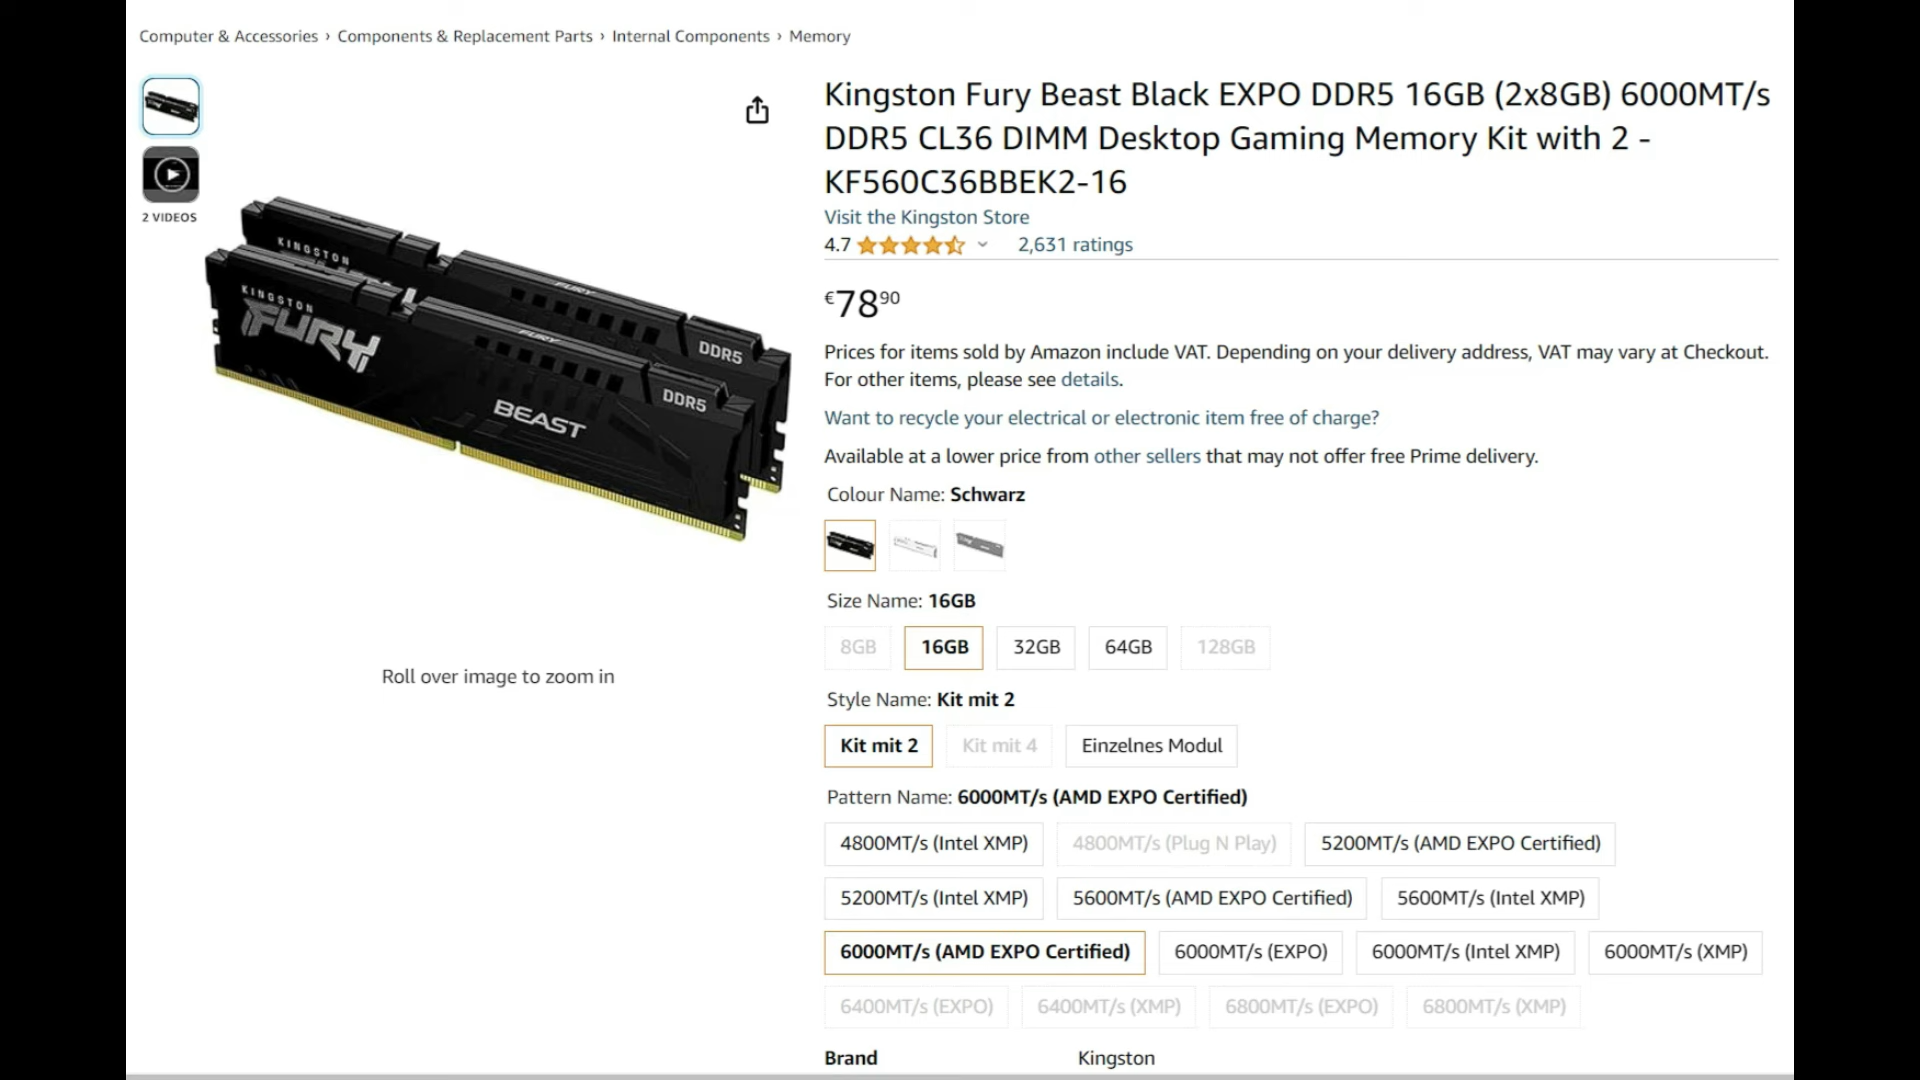 Computer & Accessories › Components & Replacement Parts › Internal Components › Memory
2 VIDEOS
KINGSTON
FURY
DDR5
KINGSTON
FURY
FURY
DDR5
BEAST
Roll over image to zoom in
Kingston Fury Beast Black EXPO DDR5 16GB (2x8GB) 6000MT/s
DDR5 CL36 DIMM Desktop Gaming Memory Kit with 2 -
KF560C36BBEK2-16
Visit the Kingston Store
4.7 2,631 ratings
€7890
Prices for items sold by Amazon include VAT. Depending on your delivery address, VAT may vary at Checkout.
For other items, please see details.
Want to recycle your electrical or electronic item free of charge?
Available at a lower price from other sellers that may not offer free Prime delivery.
Colour Name: Schwarz
Size Name: 16GB
8GB 16GB 32GB 64GB 128GB
Style Name: Kit mit 2
Kit mit 2 Kit mit 4 Einzelnes Modul
Pattern Name: 6000MT/s (AMD EXPO Certified)
4800MT/s (Intel XMP) 4800MT/s (Plug N Play) 5200MT/s (AMD EXPO Certified)
5200MT/s (Intel XMP) 5600MT/s (AMD EXPO Certified) 5600MT/s (Intel XMP)
6000MT/s (AMD EXPO Certified) 6000MT/s (EXPO) 6000MT/s (Intel XMP) 6000MT/s (XMP)
6400MT/s (EXPO) 6400MT/s (XMP) 6800MT/s (EXPO) 6800MT/s (XMP)
Brand Kingston